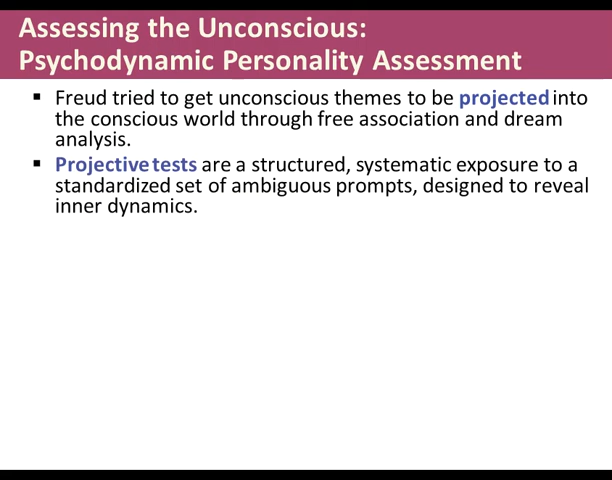 Assessing the Unconscious:
Psychodynamic Personality Assessment
▪ Freud tried to get unconscious themes to be projected into
the conscious world through free association and dream
analysis.
▪ Projective tests are a structured, systematic exposure to a
standardized set of ambiguous prompts, designed to reveal
inner dynamics.